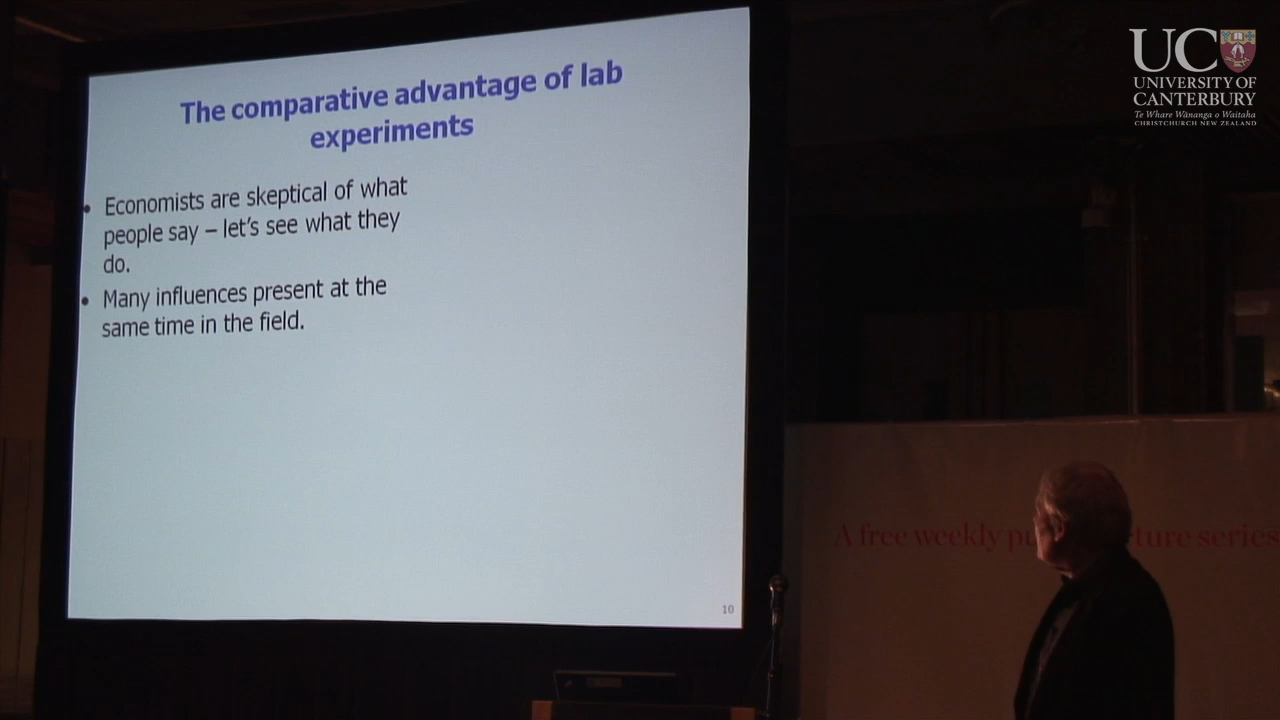 The comparative advantage of lab
experiments
• Economists are skeptical of what
people say – let's see what they
do.
• Many influences present at the
same time in the field.
10
UC
UNIVERSITY OF
CANTERBURY
Te Whare Wānanga o Waitaha
CHRISTCHURCH NEW ZEALAND
A free weekly series